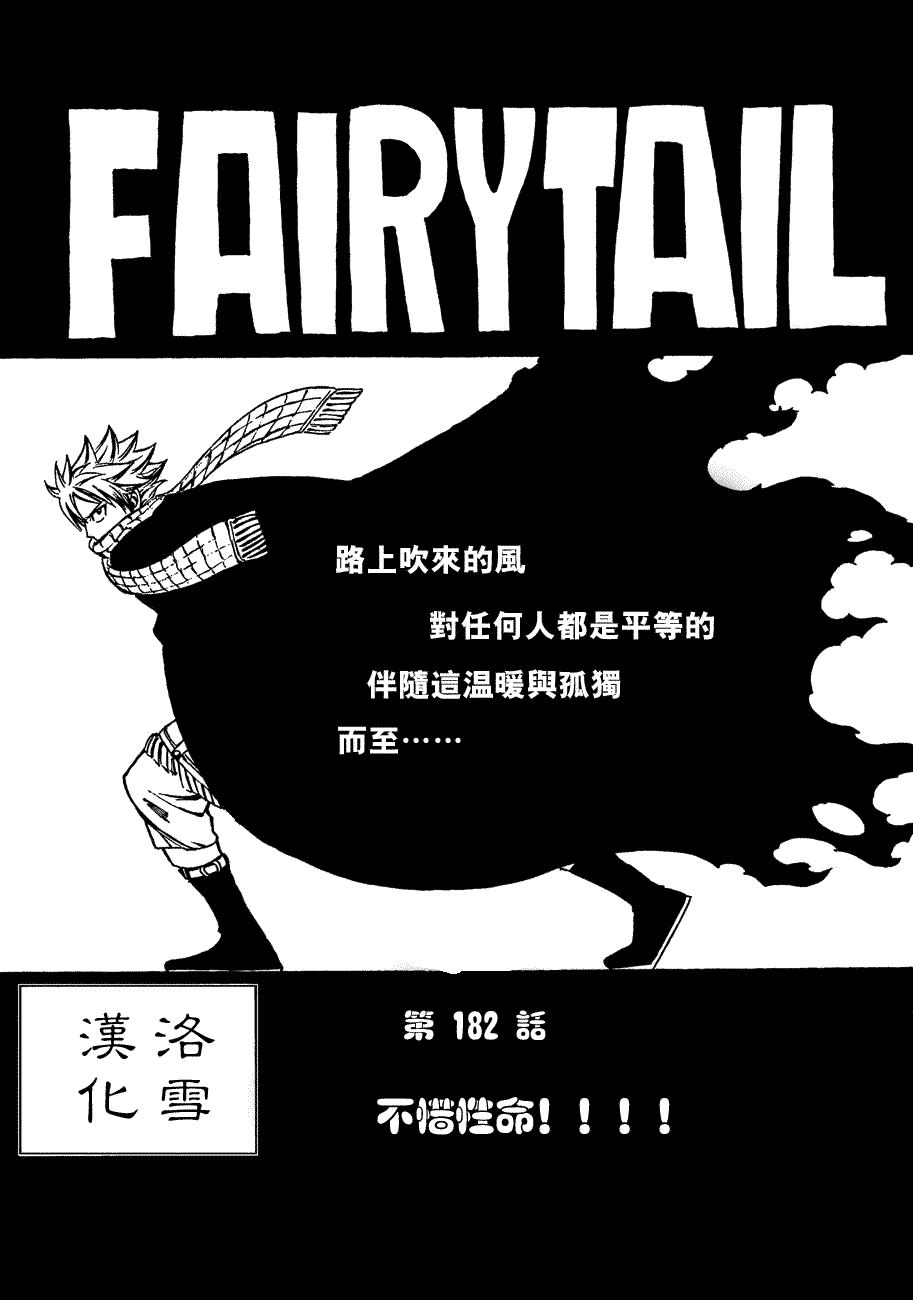 FAIRYTAIL
路上吹來的風
對任何人都是平等的
伴隨這温暖與孤獨
而至……
第 182 話
不惜性命！！！！
洛雪
漢化